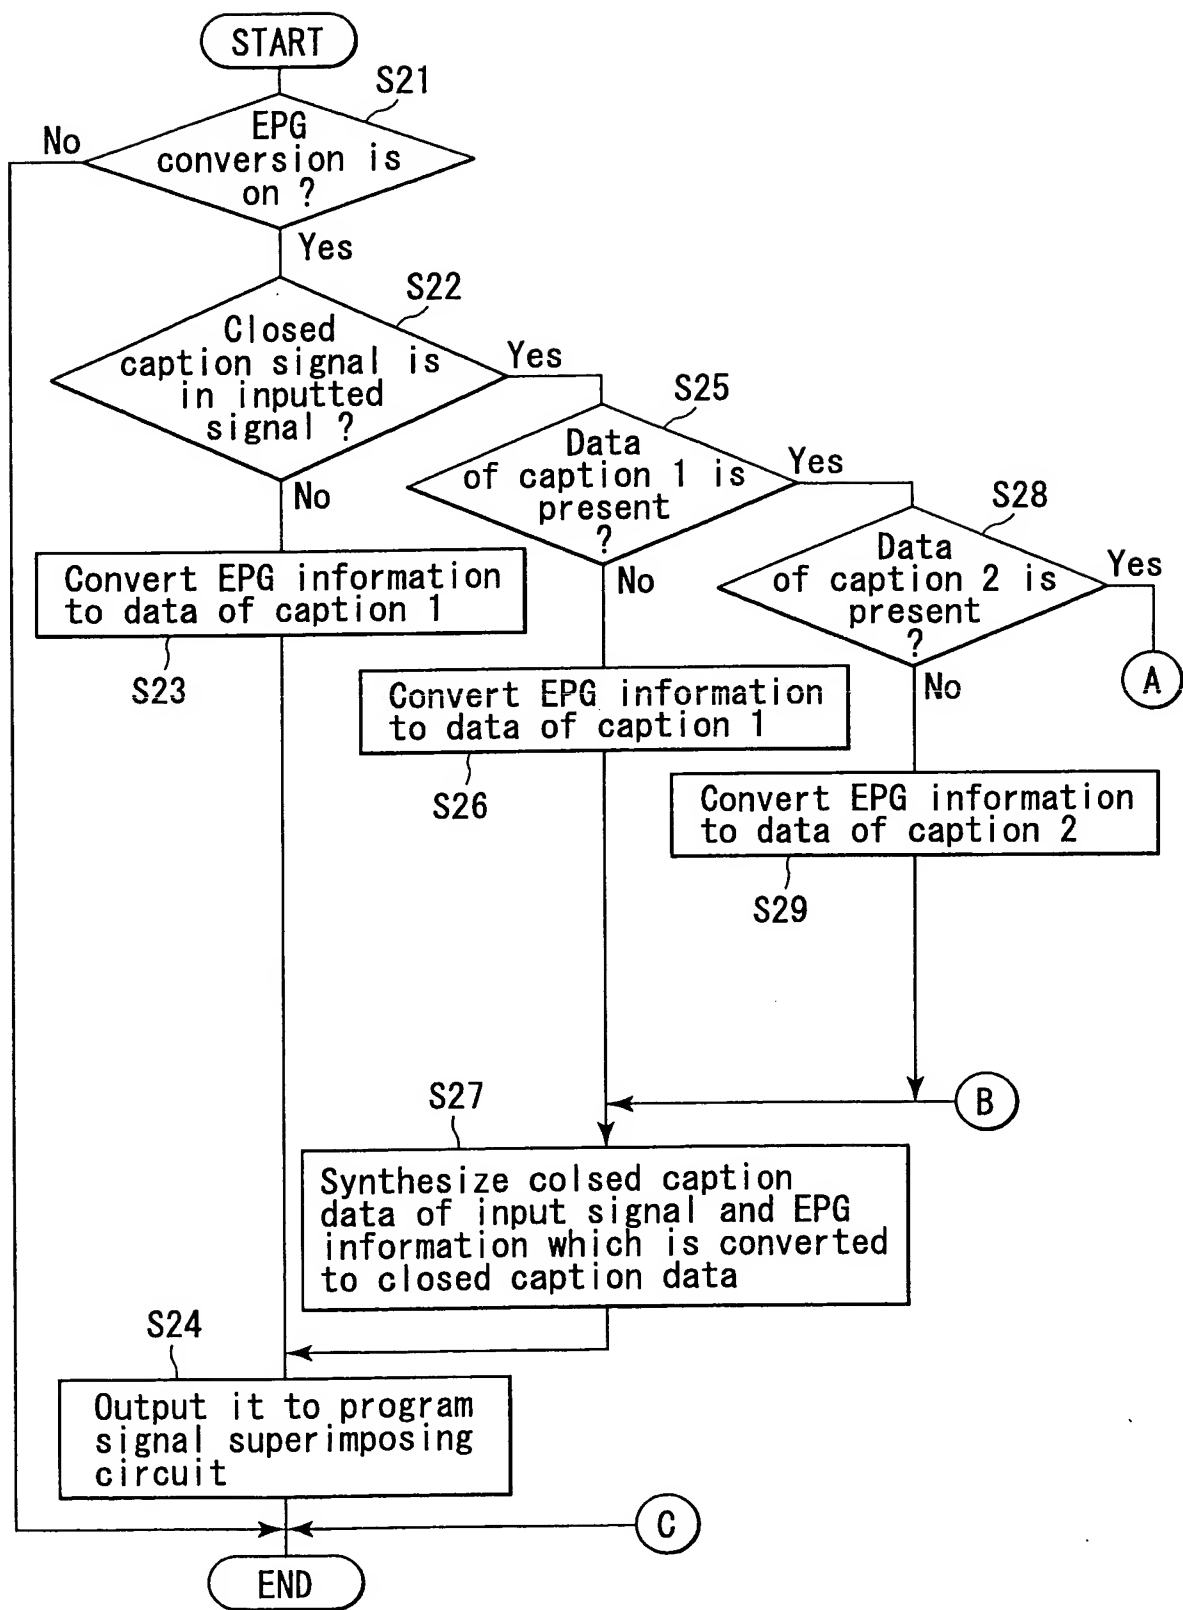 START
S21
No
EPG
conversion is
on ?
Yes
S22
Closed
caption signal is
in inputted
signal ?
Yes
No
S25
Data
of caption 1 is
present
?
Yes
No
S28
Data
of caption 2 is
present
?
Yes
No
A
Convert EPG information
to data of caption 1
S23
Convert EPG information
to data of caption 1
S26
Convert EPG information
to data of caption 2
S29
B
S27
Synthesize colsed caption
data of input signal and EPG
information which is converted
to closed caption data
S24
Output it to program
signal superimposing
circuit
C
END